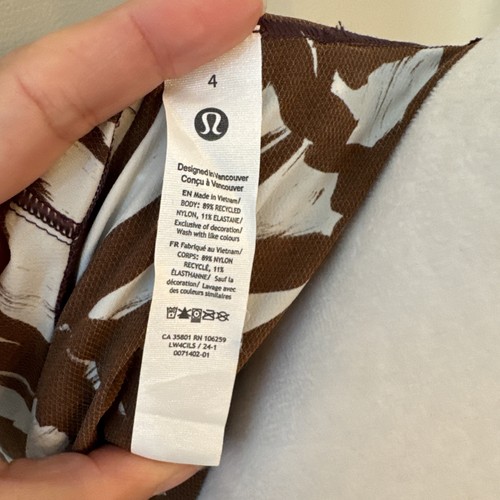 4
Designed in Vancouver
Conçu à Vancouver
EN Made in Vietnam/
BODY: 89% RECYCLED
NYLON, 11% ELASTANE/
Exclusive of decoration/
Wash with like colours
FR Fabriqué au Vietnam/
CORPS: 89% NYLON
RECYCLÉ, 11%
ÉLASTHANNE/ Sauf la
décoration/ Lavage avec
des couleurs similaires
CA 35801 RN 106259
LW4CILS / 24-1
0071402-01